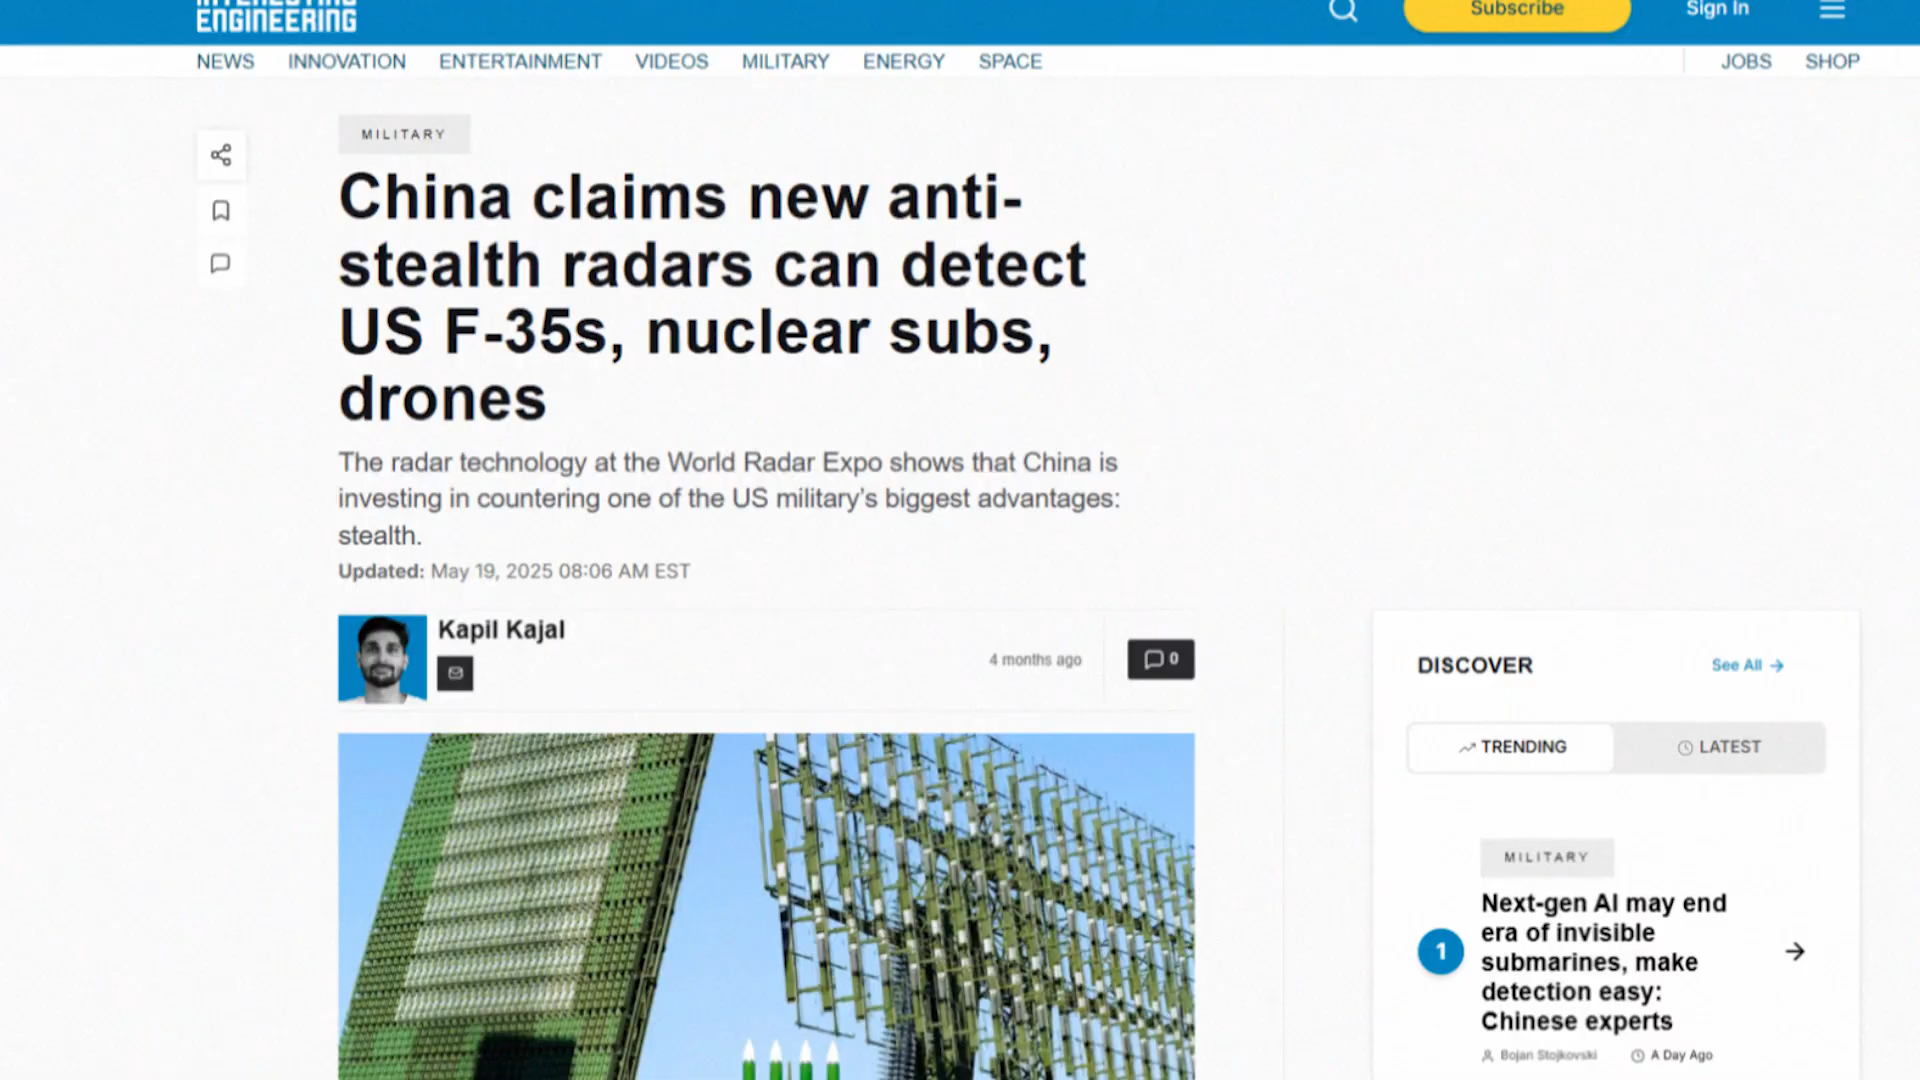 INTERESTING
ENGINEERING
Subscribe
Sign In
NEWS INNOVATION ENTERTAINMENT VIDEOS MILITARY ENERGY SPACE JOBS SHOP
MILITARY
China claims new anti-
stealth radars can detect
US F-35s, nuclear subs,
drones
The radar technology at the World Radar Expo shows that China is
investing in countering one of the US military’s biggest advantages:
stealth.
Updated: May 19, 2025 08:06 AM EST
Kapil Kajal
4 months ago
0
DISCOVER
See All
TRENDING
LATEST
MILITARY
1
Next-gen AI may end
era of invisible
submarines, make
detection easy:
Chinese experts
Bojan Stojkovski
A Day Ago